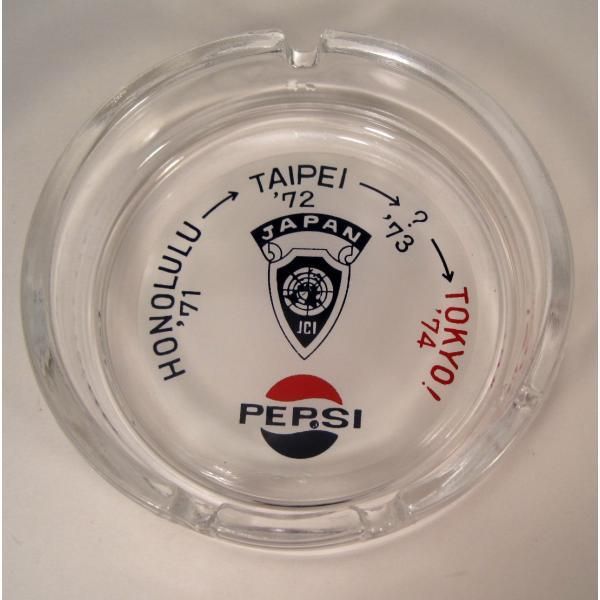 HONOLULU → TAIPEI → ? → TOKYO!
'71 '72 '73 '74
JAPAN
JCI
PEPSI